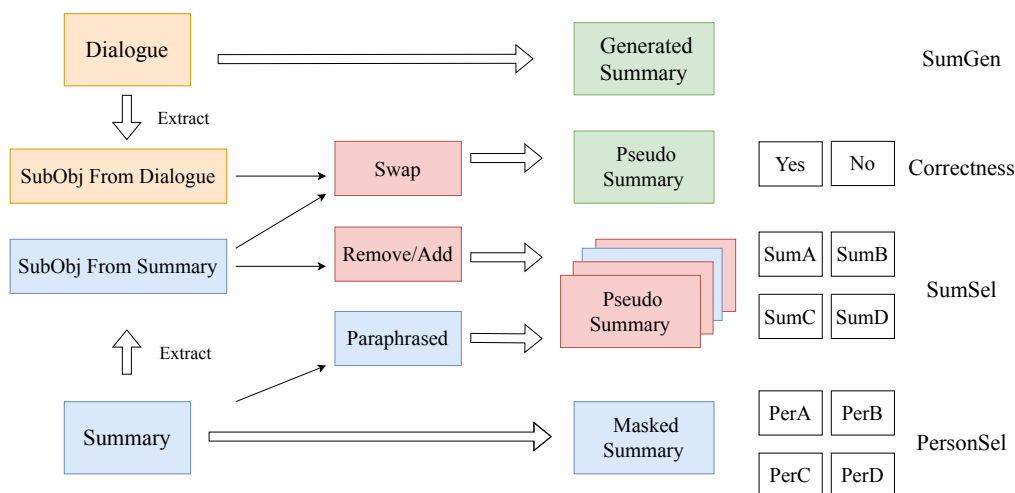 Dialogue
Generated
Summary
SumGen
Extract
SubObj From Dialogue
Swap
Pseudo
Summary
Yes
No
Correctness
SubObj From Summary
Remove/Add
SumA
SumB
SumSel
Pseudo
Summary
SumC
SumD
Paraphrased
Extract
Summary
Masked
Summary
PerA
PerB
PersonSel
PerC
PerD